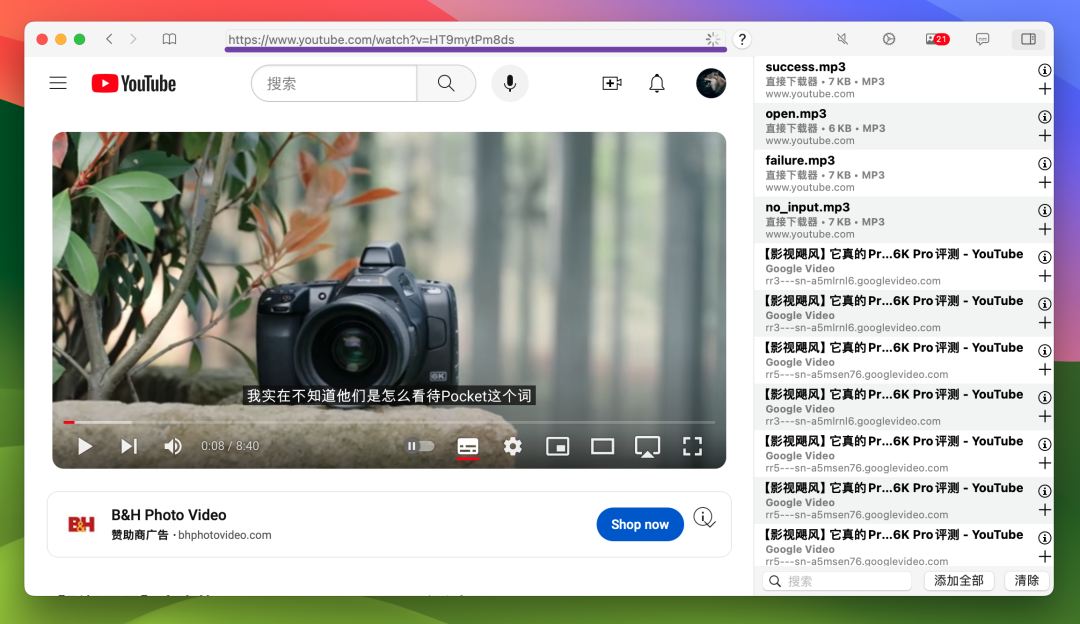 https://www.youtube.com/watch?v=HT9mytPm8ds
?
21
YouTube
搜索
6K
我实在不知道他们是怎么看待Pocket这个词
0:08 / 8:40
B&H
B&H Photo Video
赞助商广告 · bhphotovideo.com
Shop now
success.mp3
直接下载器 • 7 KB • MP3
www.youtube.com
open.mp3
直接下载器 • 6 KB • MP3
www.youtube.com
failure.mp3
直接下载器 • 7 KB • MP3
www.youtube.com
no_input.mp3
直接下载器 • 7 KB • MP3
www.youtube.com
【影视飓风】它真的Pr...6K Pro评测 - YouTube
Google Video
rr3---sn-a5mlrnl6.googlevideo.com
【影视飓风】它真的Pr...6K Pro评测 - YouTube
Google Video
rr3---sn-a5mlrnl6.googlevideo.com
【影视飓风】它真的Pr...6K Pro评测 - YouTube
Google Video
rr5---sn-a5msen76.googlevideo.com
【影视飓风】它真的Pr...6K Pro评测 - YouTube
Google Video
rr3---sn-a5mlrnl6.googlevideo.com
【影视飓风】它真的Pr...6K Pro评测 - YouTube
Google Video
rr5---sn-a5msen76.googlevideo.com
【影视飓风】它真的Pr...6K Pro评测 - YouTube
Google Video
rr5---sn-a5msen76.googlevideo.com
【影视飓风】它真的Pr...6K Pro评测 - YouTube
Google Video
rr5---sn-a5msen76.googlevideo.com
搜索
添加全部
清除